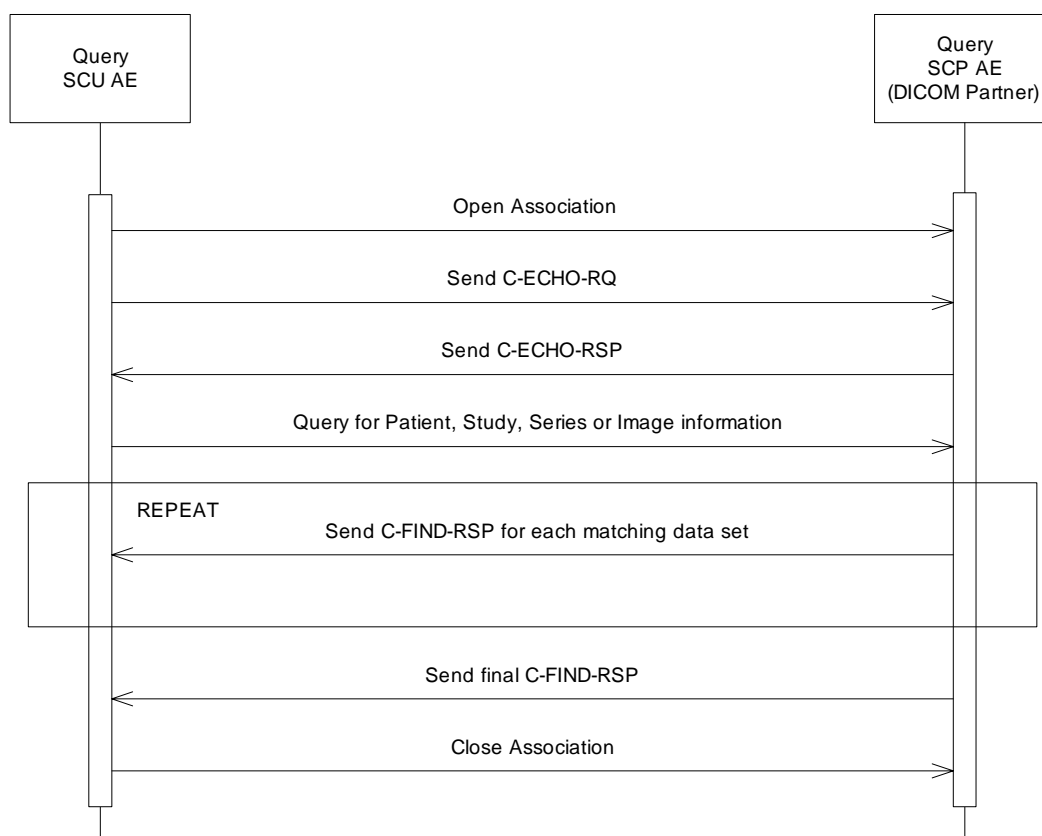 Query
SCU AE
Query
SCP AE
(DICOM Partner)
Open Association
Send C-ECHO-RQ
Send C-ECHO-RSP
Query for Patient, Study, Series or Image information
REPEAT
Send C-FIND-RSP for each matching data set
Send final C-FIND-RSP
Close Association